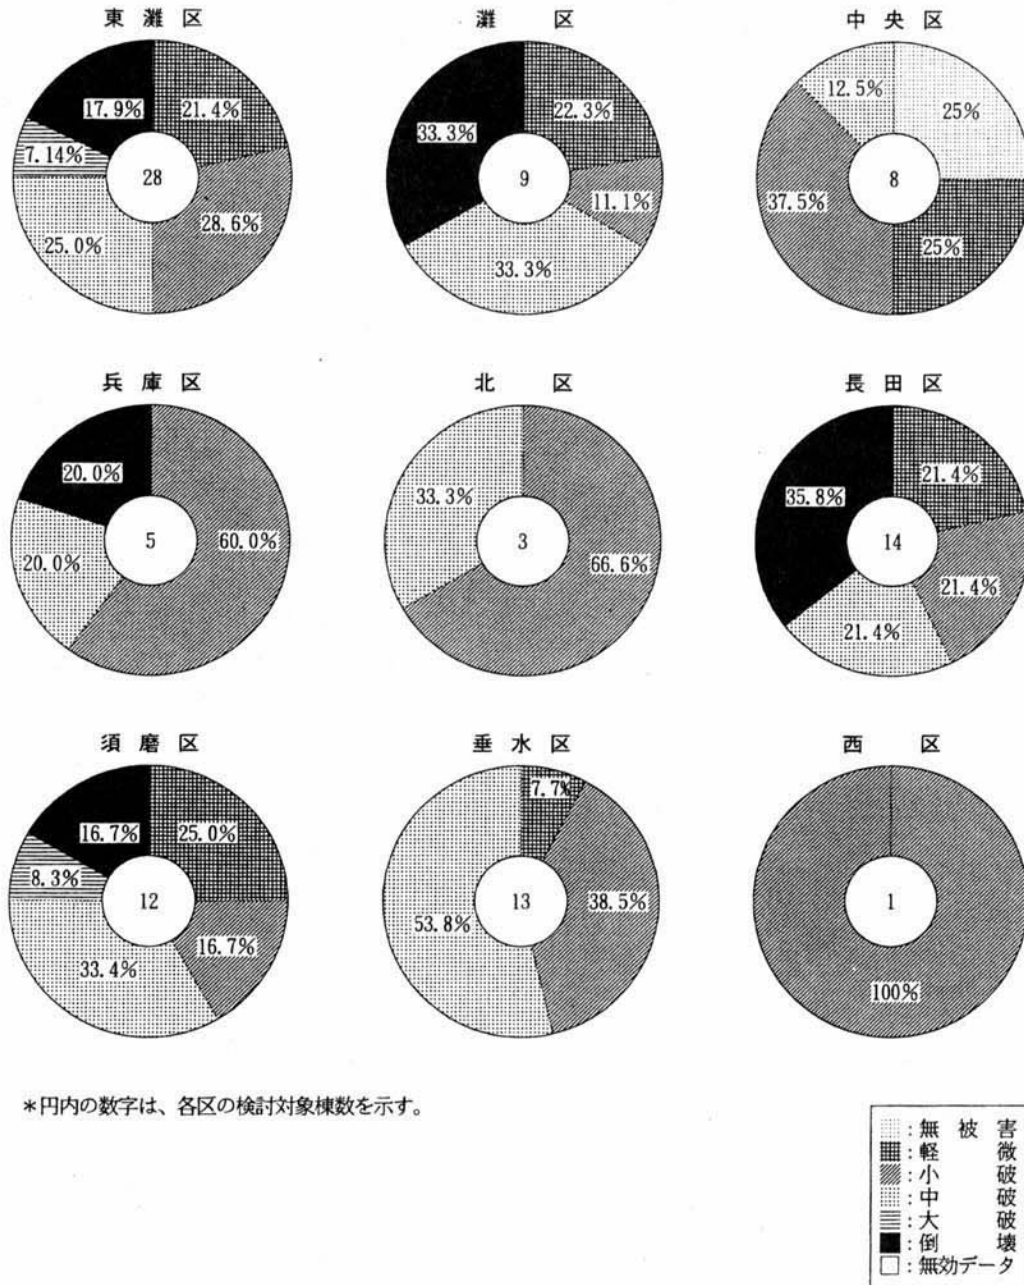 東灘区
17.9%
21.4%
7.14%
28
28.6%
25.0%
灘区
33.3%
22.3%
9
11.1%
33.3%
中央区
12.5%
25%
8
37.5%
25%
兵庫区
20.0%
5
60.0%
20.0%
北区
33.3%
3
66.6%
長田区
35.8%
21.4%
14
21.4%
21.4%
須磨区
16.7%
25.0%
8.3%
12
16.7%
33.4%
垂水区
7.7%
13
38.5%
53.8%
西区
1
100%
*円内の数字は、各区の検討対象棟数を示す。
:無被害
:軽微
:小破
:中破
:大破
:倒壊
:無効データ